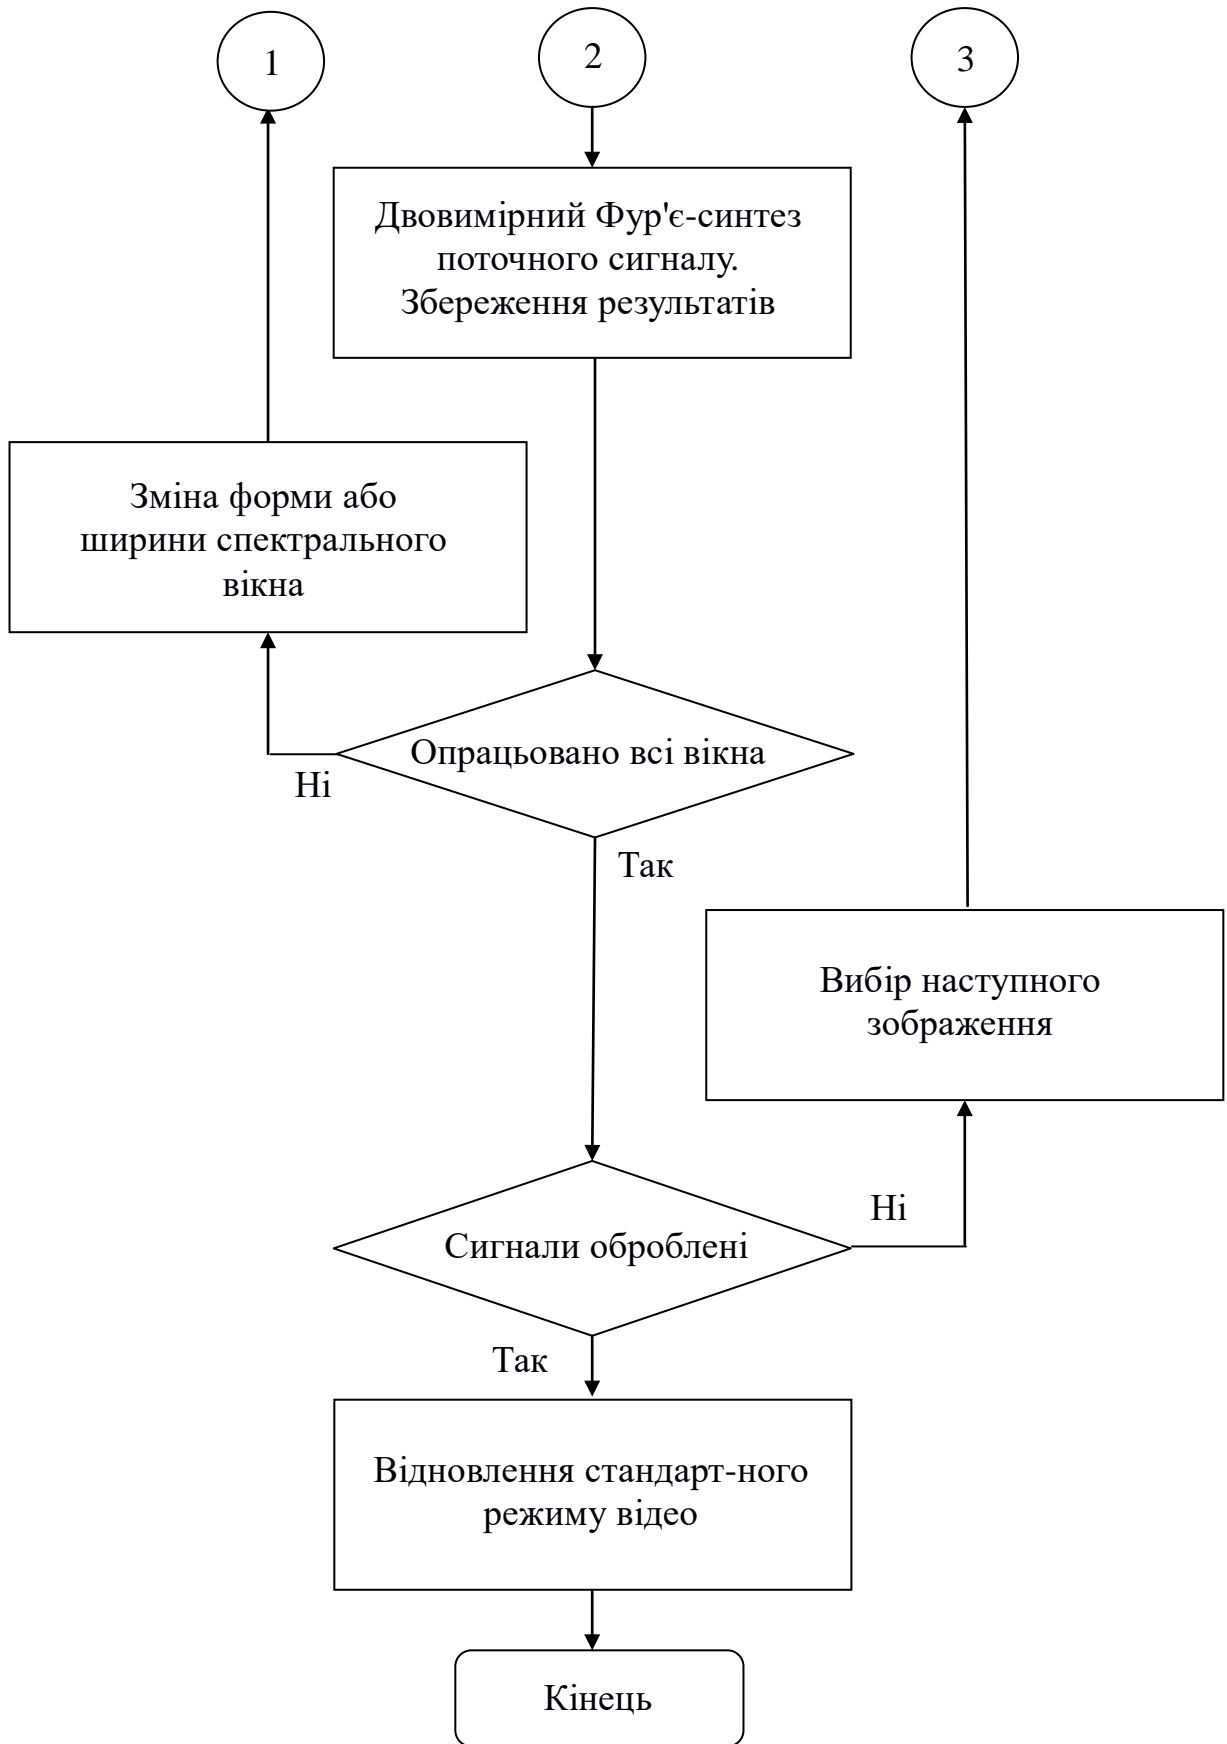 1
2
3
Двовимірний Фур'є-синтез
поточного сигналу.
Збереження результатів
Зміна форми або
ширини спектрального
вікна
Опрацьовано всі вікна
Ні
Так
Вибір наступного
зображення
Ні
Сигнали оброблені
Так
Відновлення стандарт-ного
режиму відео
Кінець